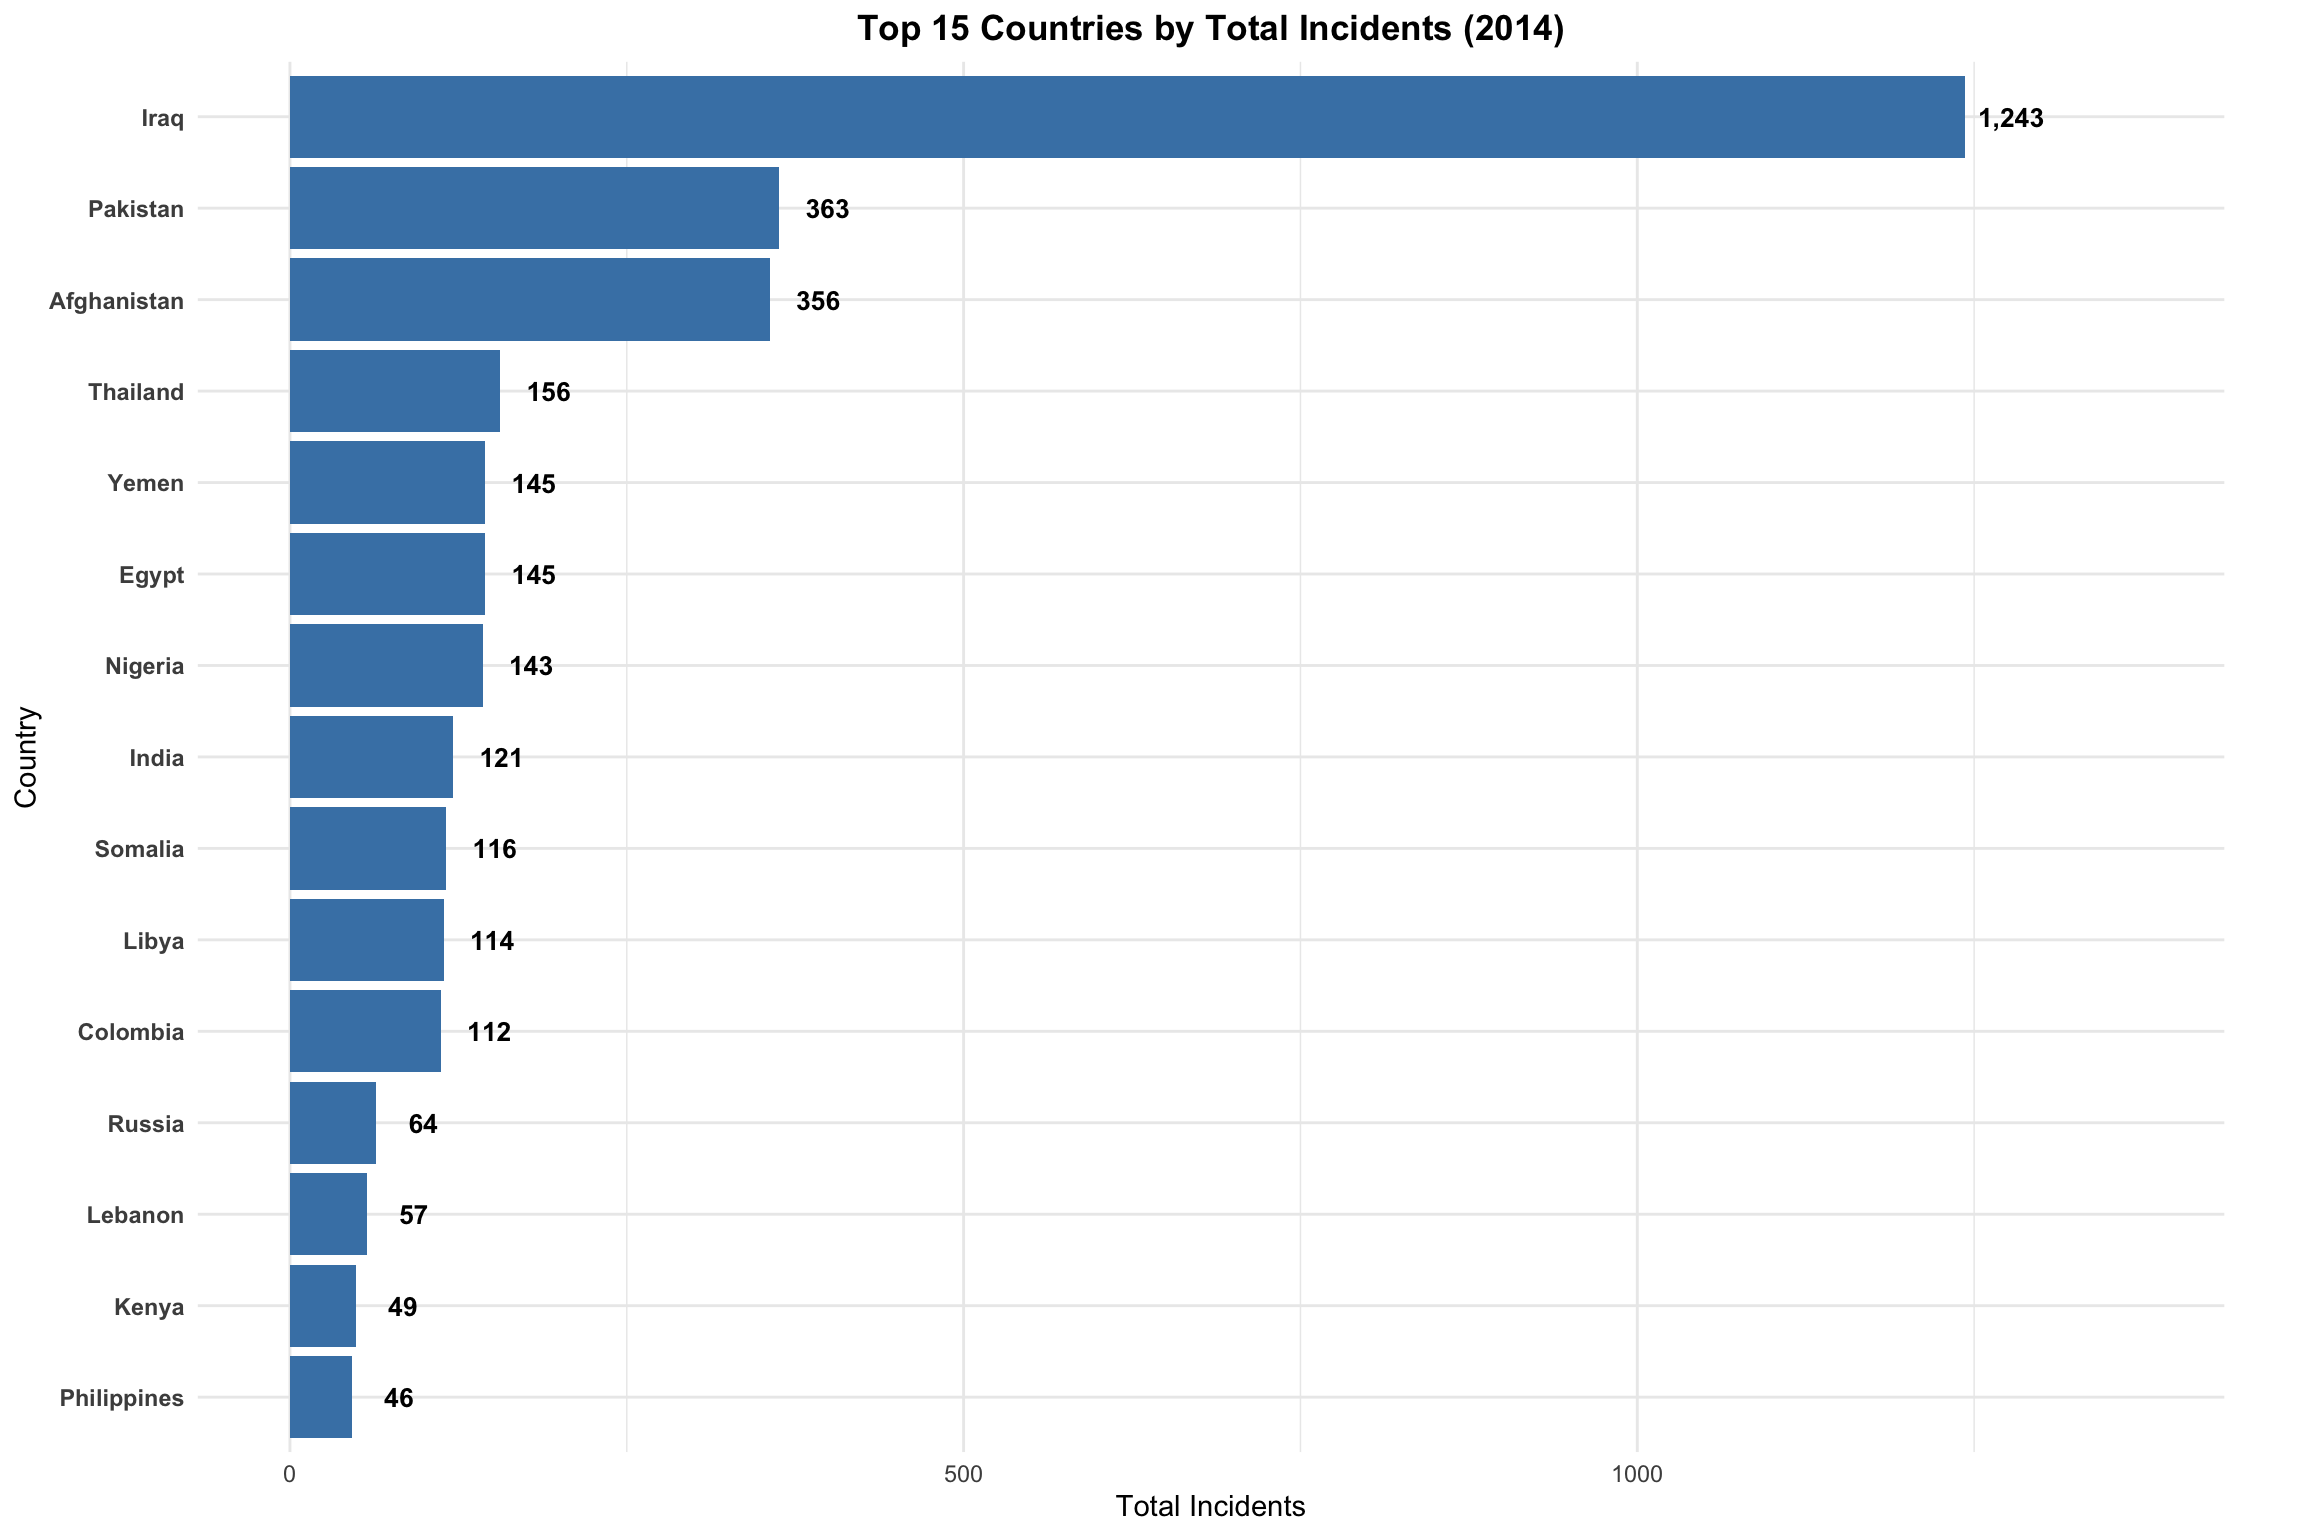 Top 15 Countries by Total Incidents (2014)
Iraq 1,243
Pakistan 363
Afghanistan 356
Thailand 156
Yemen 145
Egypt 145
Nigeria 143
India 121
Somalia 116
Libya 114
Colombia 112
Russia 64
Lebanon 57
Kenya 49
Philippines 46
Country
0 500 1000
Total Incidents